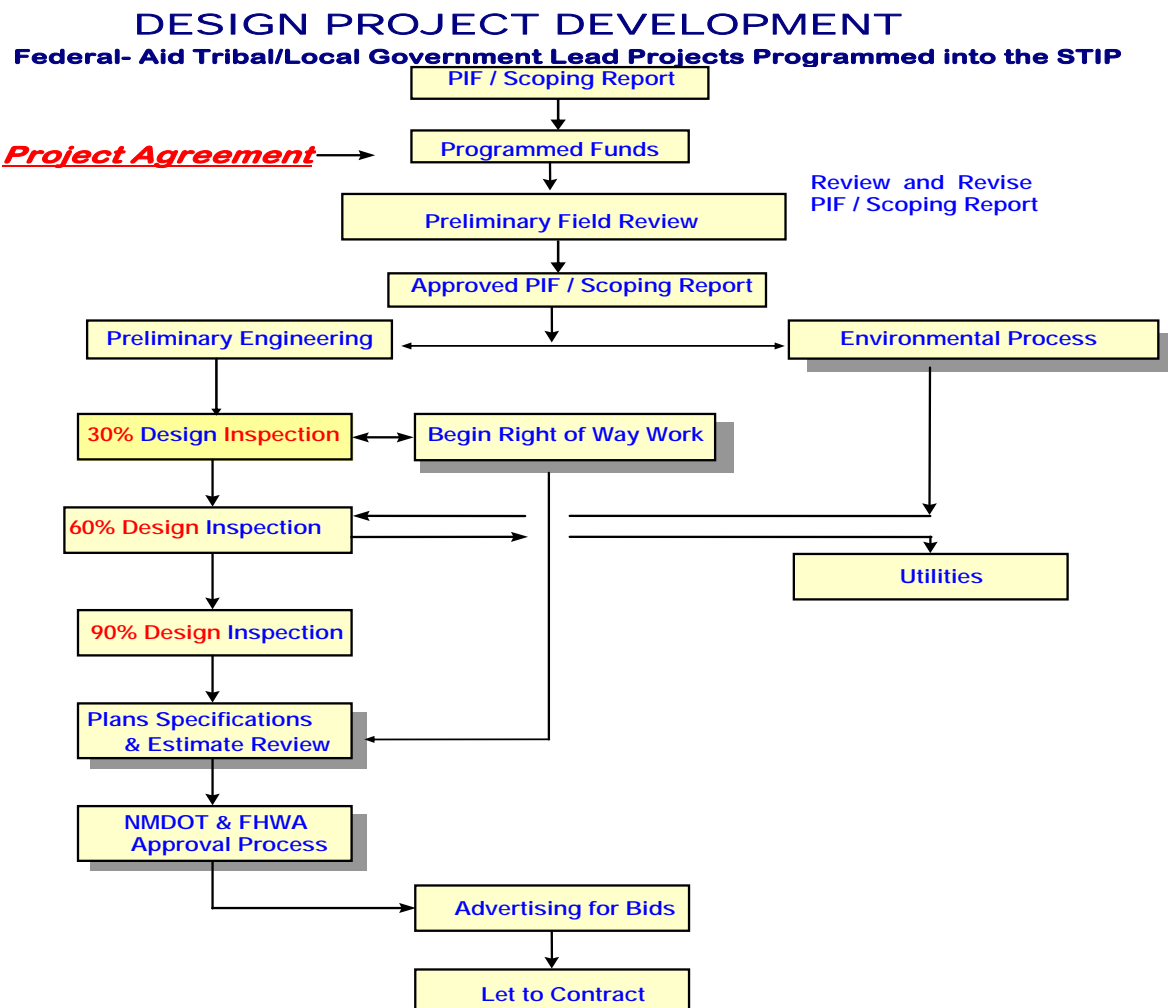 DESIGN PROJECT DEVELOPMENT
Federal- Aid Tribal/Local Government Lead Projects Programmed into the STIP
PIF / Scoping Report
Project Agreement
Programmed Funds
Review and Revise
PIF / Scoping Report
Preliminary Field Review
Approved PIF / Scoping Report
Preliminary Engineering
Environmental Process
30% Design Inspection
Begin Right of Way Work
60% Design Inspection
Utilities
90% Design Inspection
Plans Specifications
& Estimate Review
NMDOT & FHWA
Approval Process
Advertising for Bids
Let to Contract